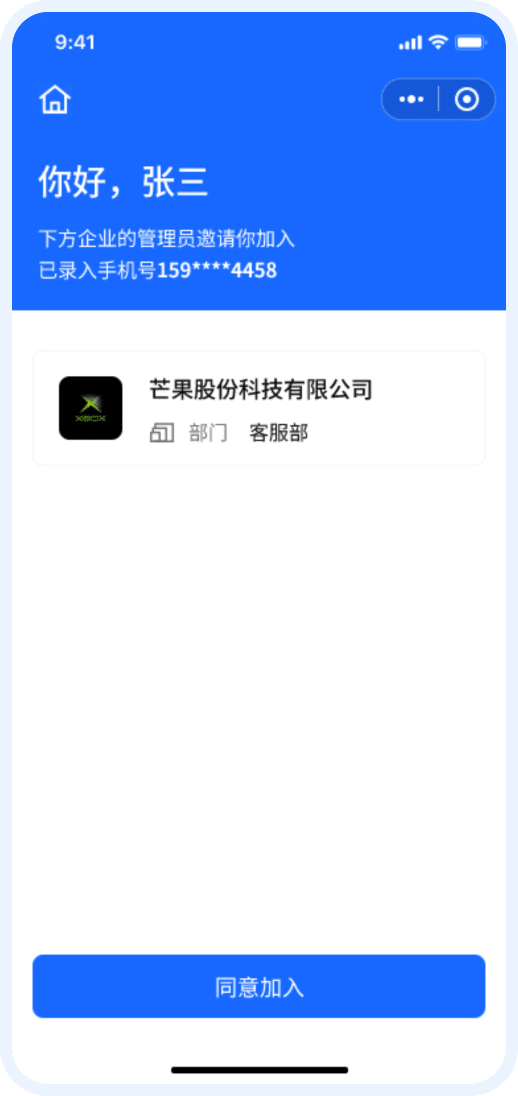 9:41
你好，张三
下方企业的管理员邀请你加入
已录入手机号159****4458
芒果股份科技有限公司
XBOX
部门 客服部
同意加入